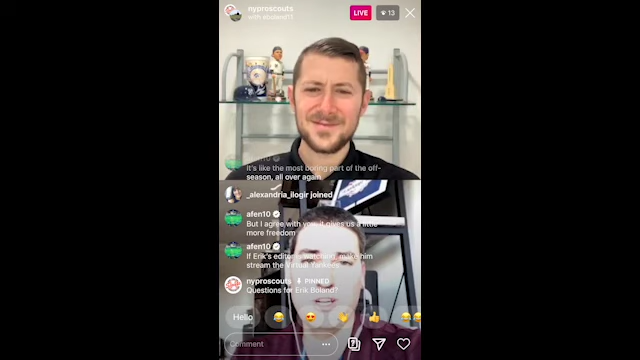 nyproscouts
with eboland11
LIVE
13
It's like the most boring part of the off-
season, all over again
_alexandria_ilogir joined
afen10
But I agree with you, it gives us a little
more freedom
afen10
If Erik's editor is watching, make him
stream the Virtual Yankees
nyproscouts PINNED
Questions for Erik Boland?
Hello
Comment